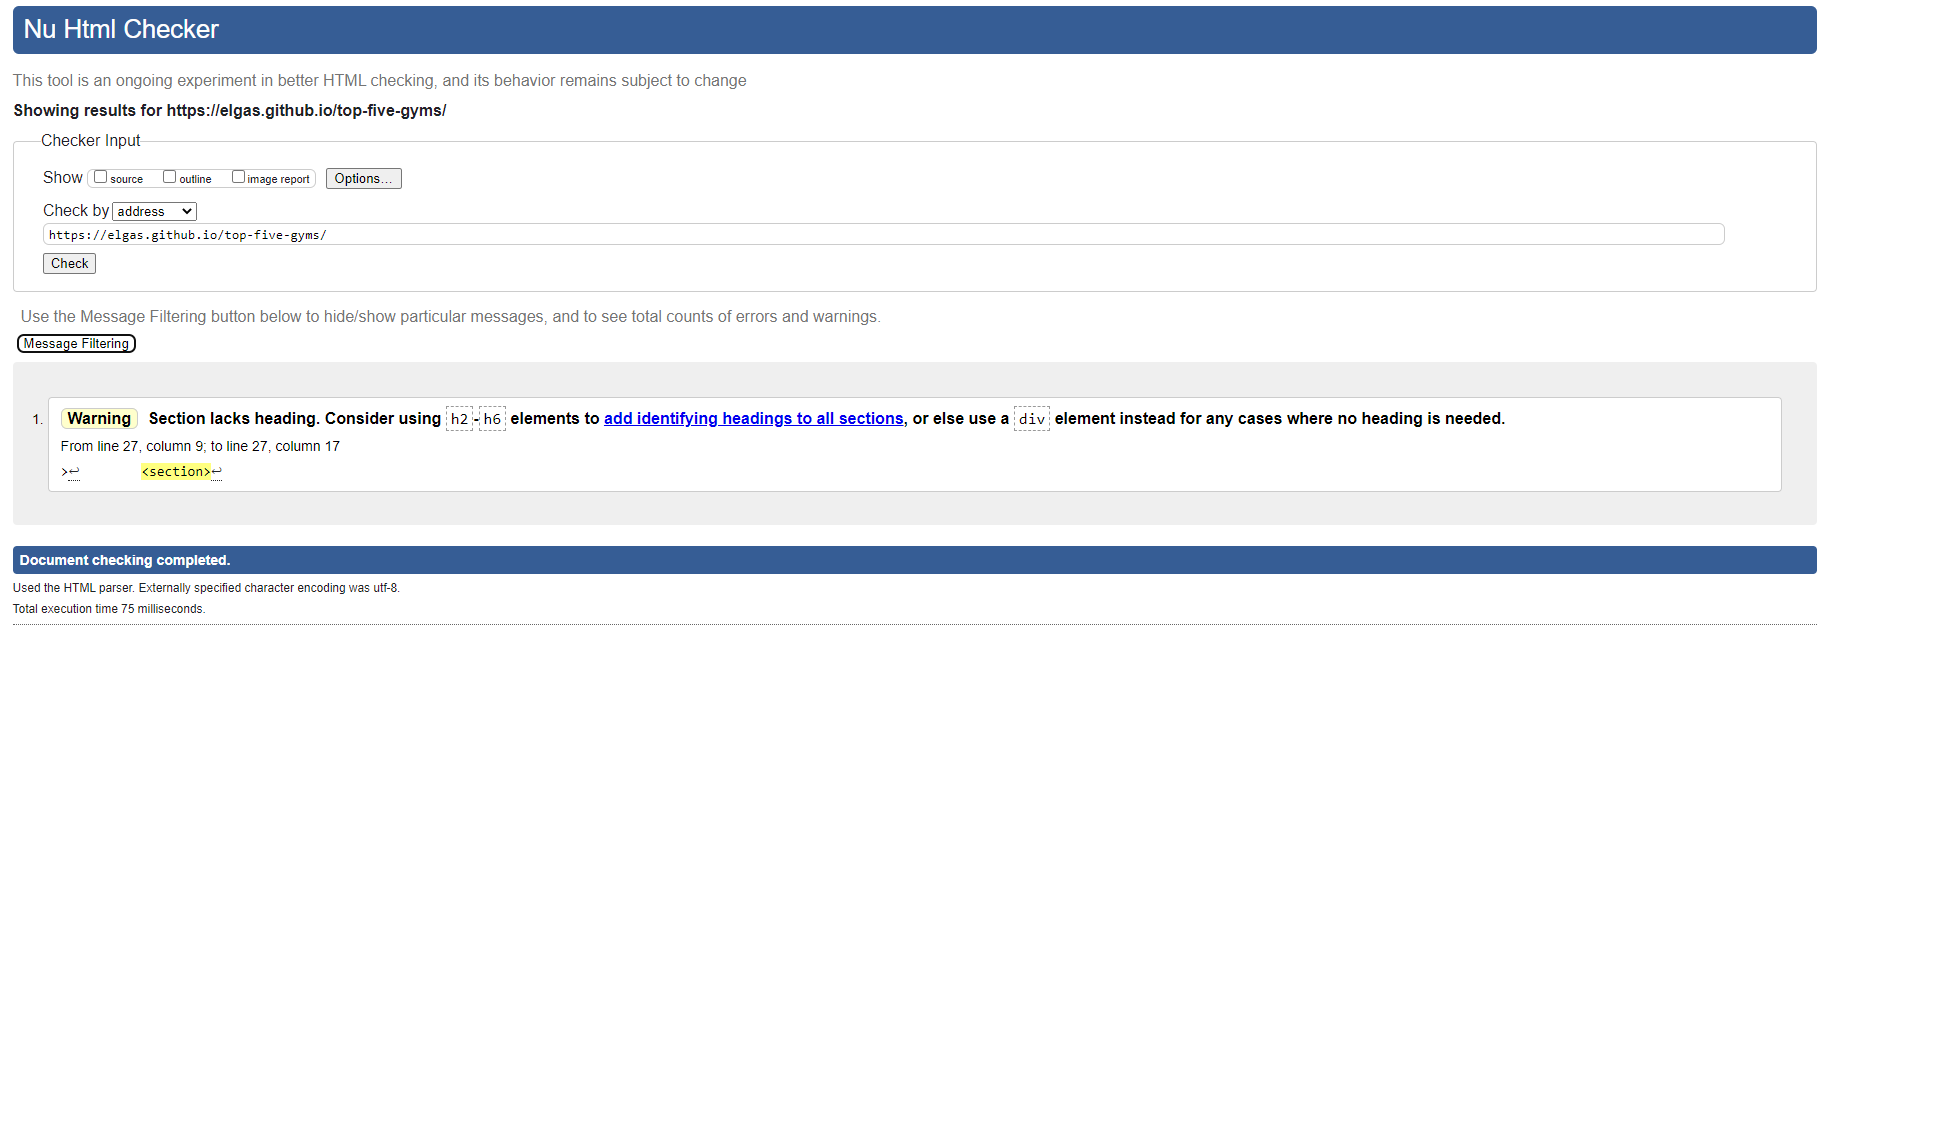 Nu Html Checker
This tool is an ongoing experiment in better HTML checking, and its behavior remains subject to change
Showing results for https://elgas.github.io/top-five-gyms/
Checker Input
Show source outline image report Options...
Check by address
https://elgas.github.io/top-five-gyms/
Check
Use the Message Filtering button below to hide/show particular messages, and to see total counts of errors and warnings.
Message Filtering
1. Warning Section lacks heading. Consider using h2-h6 elements to add identifying headings to all sections, or else use a div element instead for any cases where no heading is needed.
From line 27, column 9; to line 27, column 17
>↩ <section>↩
Document checking completed.
Used the HTML parser. Externally specified character encoding was utf-8.
Total execution time 75 milliseconds.